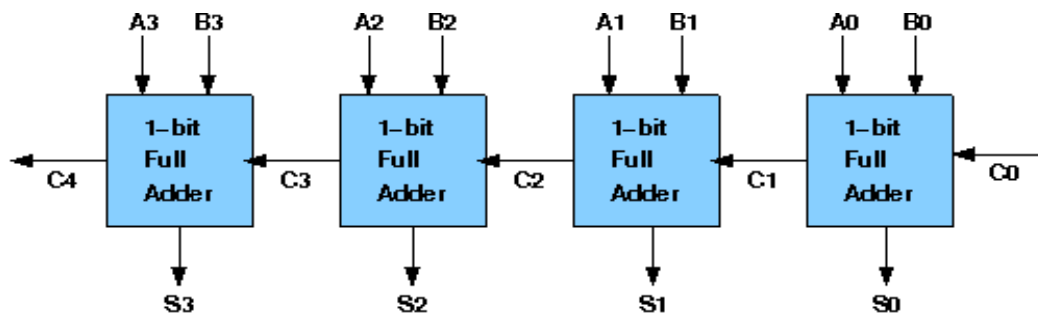 A3 B3 A2 B2 A1 B1 A0 B0
1-bit 1-bit 1-bit 1-bit
Full Full Full Full
C4 C3 C2 C1 C0
Adder Adder Adder Adder
S3 S2 S1 S0